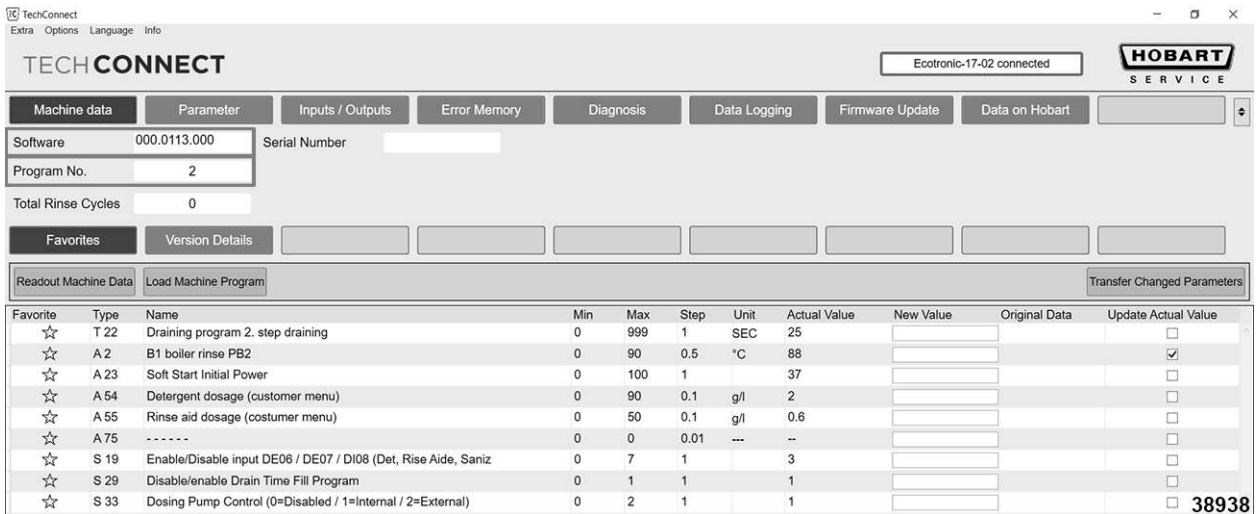 TechConnect
Extra Options Language Info
TECHCONNECT
Ecotronic-17-02 connected
HOBART
SERVICE
Machine data Parameter Inputs / Outputs Error Memory Diagnosis Data Logging Firmware Update Data on Hobart
Software 000.0113.000 Serial Number
Program No. 2
Total Rinse Cycles 0
Favorites Version Details
Readout Machine Data Load Machine Program Transfer Changed Parameters
Favorite Type Name Min Max Step Unit Actual Value New Value Original Data Update Actual Value
T 22 Draining program 2. step draining 0 999 1 SEC 25
A 2 B1 boiler rinse PB2 0 90 0.5 °C 88
A 23 Soft Start Initial Power 0 100 1 37
A 54 Detergent dosage (customer menu) 0 90 0.1 g/l 2
A 55 Rinse aid dosage (costumer menu) 0 50 0.1 g/l 0.6
A 75 - - - - - - 0 0 0.01 --- --
S 19 Enable/Disable input DE06 / DE07 / DI08 (Det, Rise Aide, Saniz 0 7 1 3
S 29 Disable/enable Drain Time Fill Program 0 1 1 1
S 33 Dosing Pump Control (0=Disabled / 1=Internal / 2=External) 0 2 1 1
38938